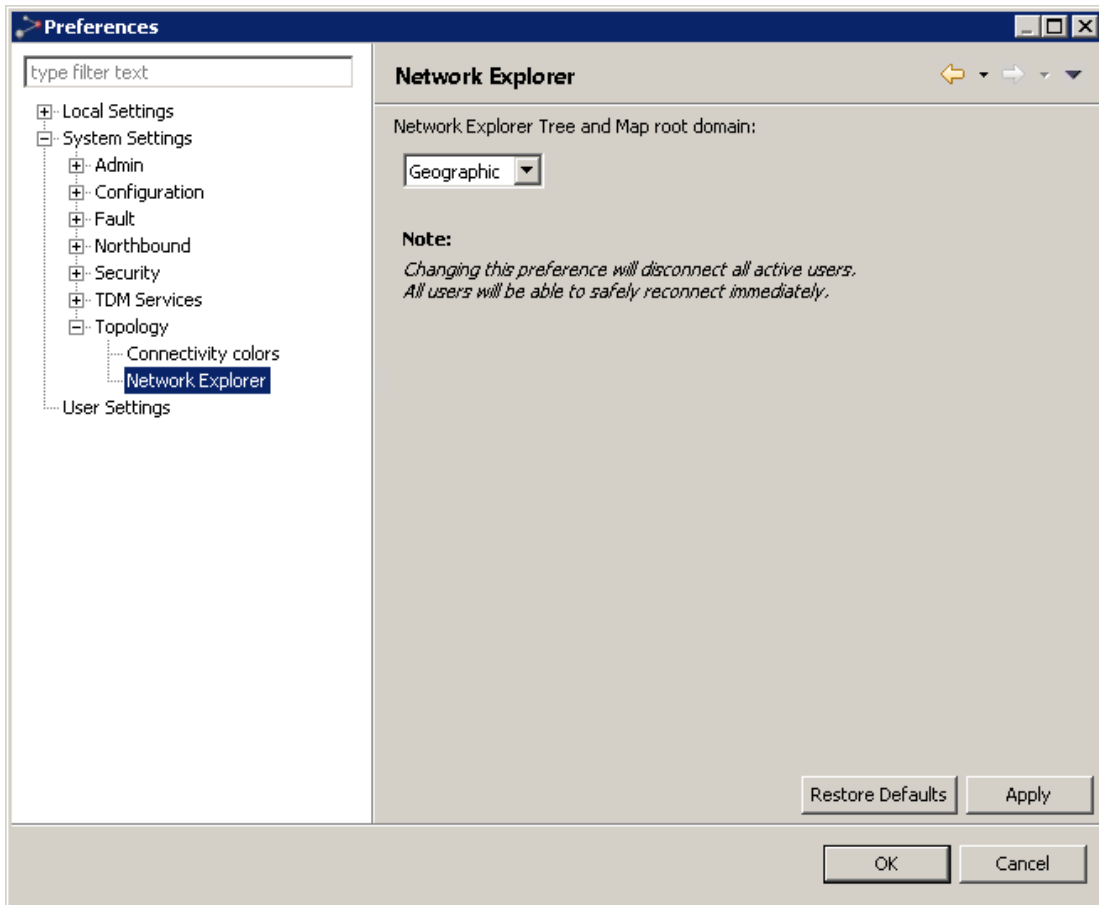 Preferences
type filter text
Local Settings
System Settings
Admin
Configuration
Fault
Northbound
Security
TDM Services
Topology
Connectivity colors
Network Explorer
User Settings
Network Explorer
Network Explorer Tree and Map root domain:
Geographic
Note:
Changing this preference will disconnect all active users.
All users will be able to safely reconnect immediately.
Restore Defaults
Apply
OK
Cancel